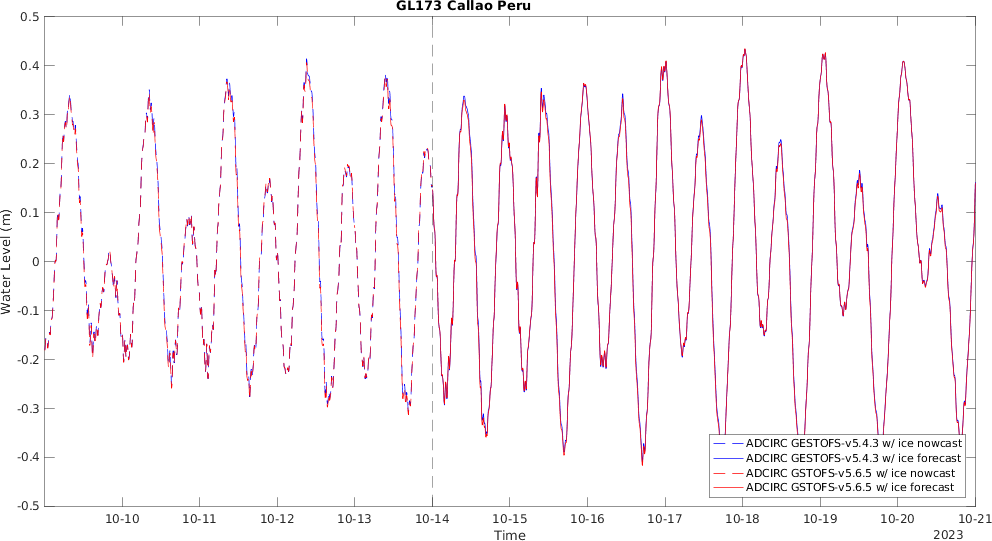 GL173 Callao Peru
0.5
0.4
0.3
0.2
0.1
0
-0.1
-0.2
-0.3
-0.4
-0.5
Water Level (m)
ADCIRC GESTOFS-v5.4.3 w/ ice nowcast
ADCIRC GESTOFS-v5.4.3 w/ ice forecast
ADCIRC GSTOFS-v5.6.5 w/ ice nowcast
ADCIRC GSTOFS-v5.6.5 w/ ice forecast
10-10 10-11 10-12 10-13 10-14 10-15 10-16 10-17 10-18 10-19 10-20 10-21
Time
2023